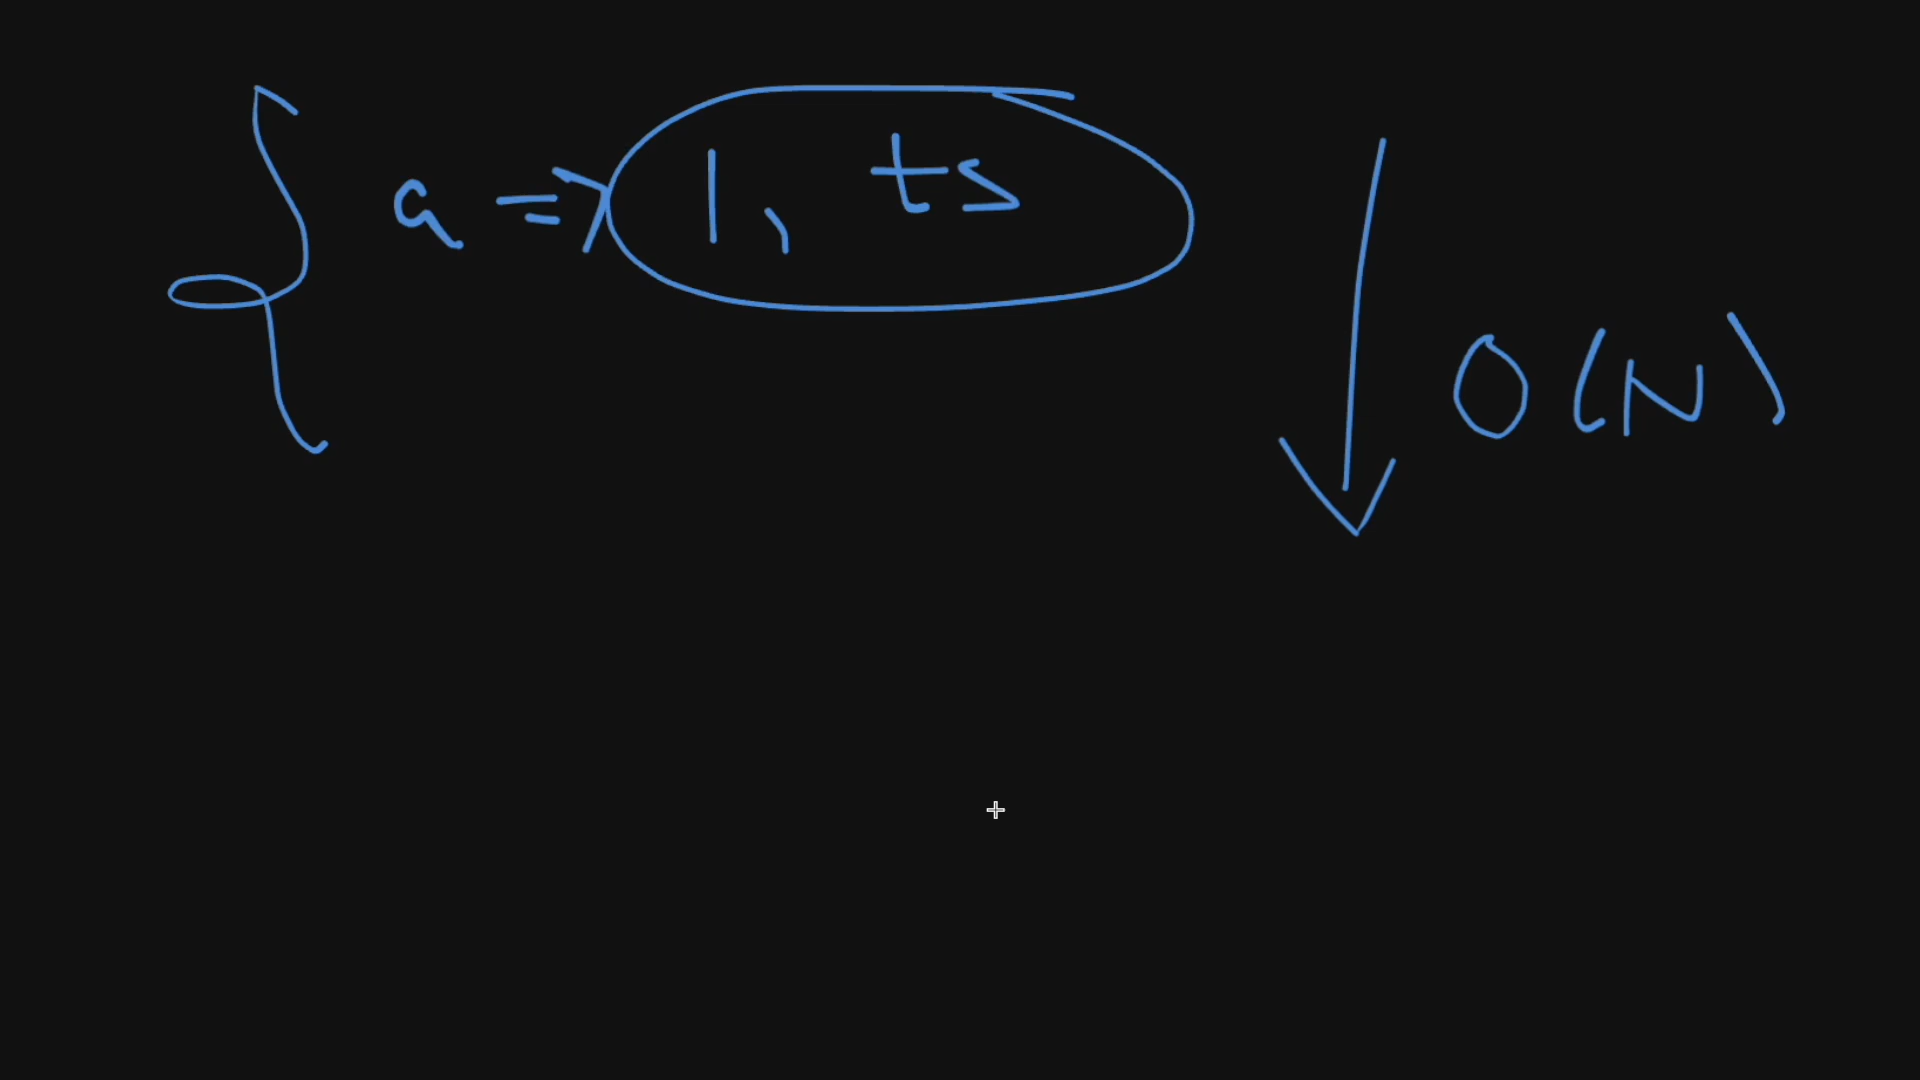 { a => 1, ts
O(N)